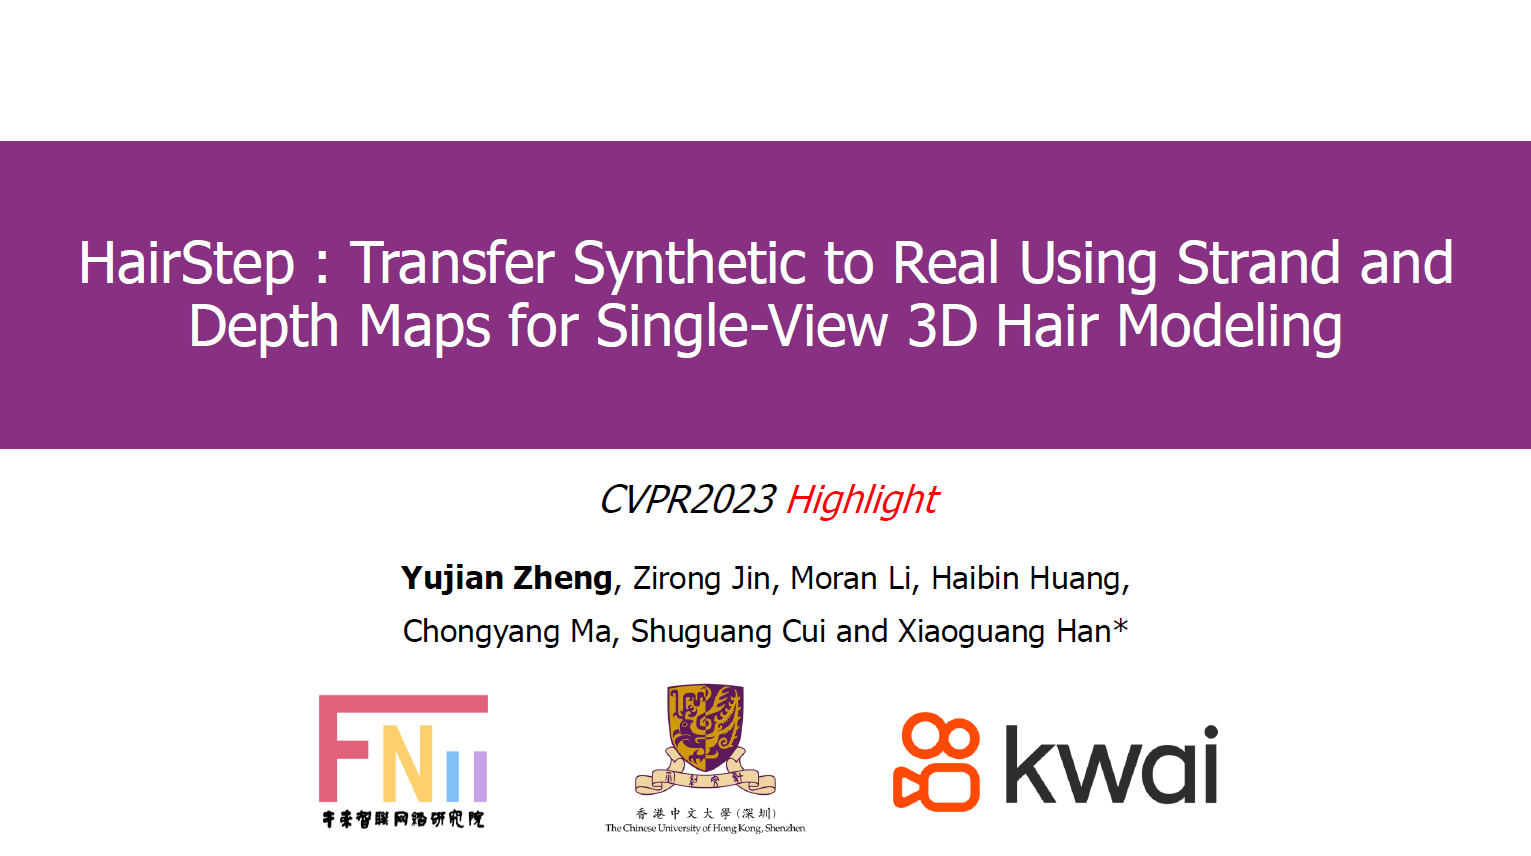 HairStep : Transfer Synthetic to Real Using Strand and
Depth Maps for Single-View 3D Hair Modeling
CVPR2023 Highlight
Yujian Zheng, Zirong Jin, Moran Li, Haibin Huang,
Chongyang Ma, Shuguang Cui and Xiaoguang Han*
FNii
未来智联网络研究院
香港中文大學(深圳)
The Chinese University of Hong Kong, Shenzhen
kwai